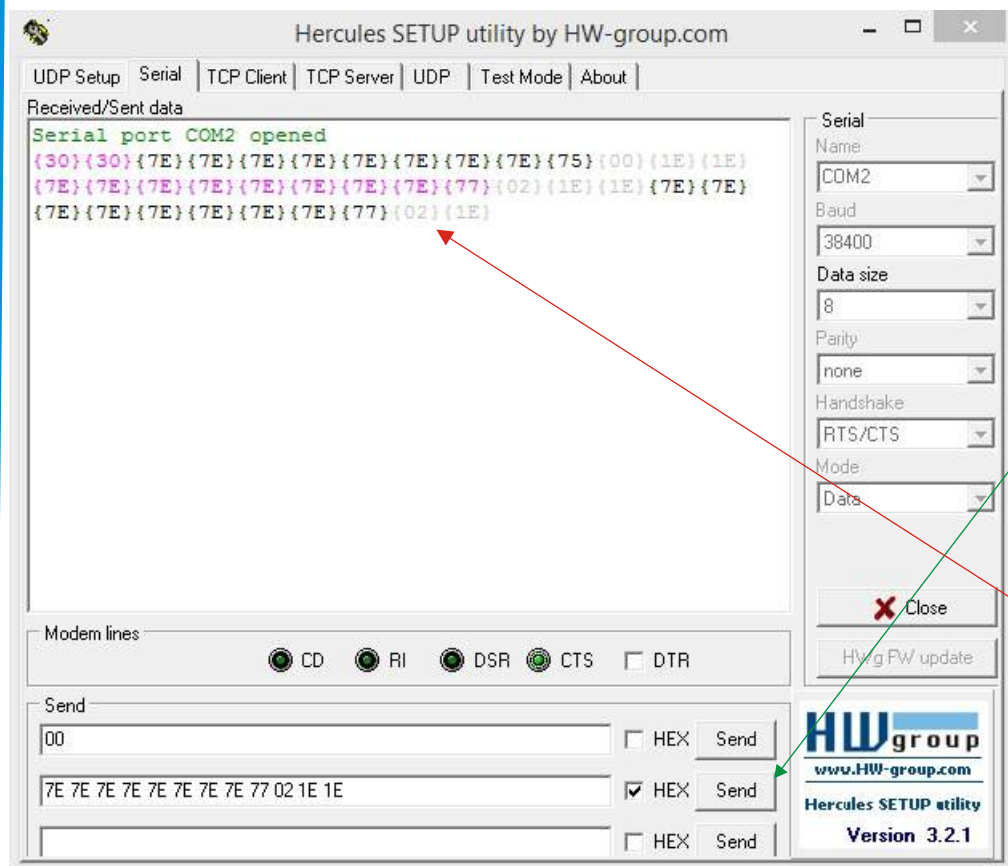 Hercules SETUP utility by HW-group.com
UDP Setup Serial TCP Client TCP Server UDP Test Mode About
Received/Sent data
Serial port COM2 opened
{30}{30}{7E}{7E}{7E}{7E}{7E}{7E}{7E}{7E}{75}{00}{1E}{1E}
{7E}{7E}{7E}{7E}{7E}{7E}{7E}{7E}{77}{02}{1E}{1E}{7E}{7E}
{7E}{7E}{7E}{7E}{7E}{7E}{77}{02}{1E}
Serial
Name
COM2
Baud
38400
Data size
8
Parity
none
Handshake
RTS/CTS
Mode
Data
Close
HWg FW update
Modem lines
CD RI DSR CTS DTR
Send
00 HEX Send
7E 7E 7E 7E 7E 7E 7E 7E 77 02 1E 1E HEX Send
HEX Send
HW group
www.HW-group.com
Hercules SETUP utility
Version 3.2.1